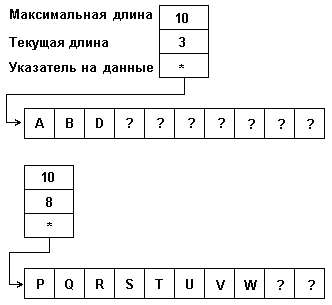 Максимальная длина 10
Текущая длина 3
Указатель на данные *
A B D ? ? ? ? ? ? ?
10
8
*
P Q R S T U V W ? ?